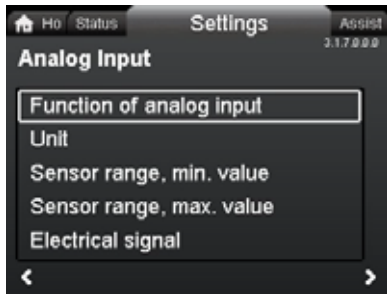 Ho Status Settings Assist
3.1.7.0.0.0
Analog Input
Function of analog input
Unit
Sensor range, min. value
Sensor range, max. value
Electrical signal